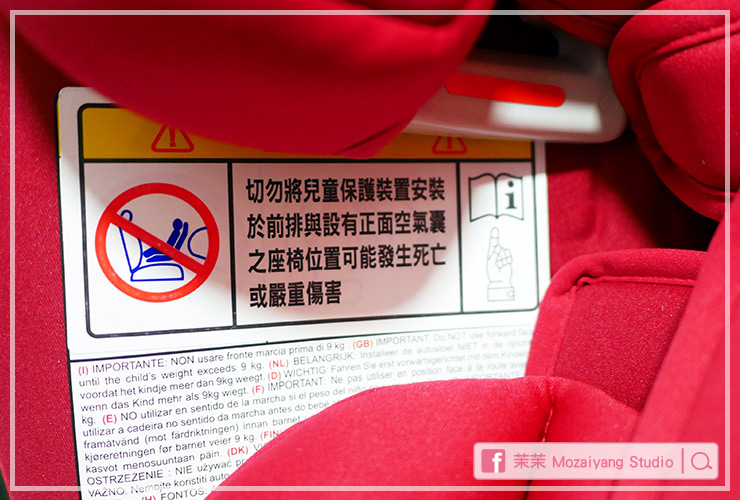 切勿將兒童保護裝置安裝
於前排與設有正面空氣囊
之座椅位置可能發生死亡
或嚴重傷害
(I) IMPORTANTE: NON usare fronte marcia prima di 9 kg. (GB) IMPORTANT: Do NOT use forward
until the child's weight exceeds 9 kg. (NL) BELANGRIJK: Installeer de autostoel NIET in de rijrichting
voordat het kindje meer dan 9kg weegt. (D) WICHTIG: Fahren Sie erst vorwärtsgerichtet mit dem Kinder
wenn das Kind mehr als 9kg wiegt. (F) IMPORTANT: Ne pas utiliser en position face à la route
kg. (E) NO utilizar en sentido de la marcha si el peso del niño
utilizar a cadeira no sentido da marcha antes do bebé
framåtvänd (mot färdriktningen) innan barnet
kjøreretningen før barnet veier 9 kg. (FIN)
kasvot menosuuntaan päin. (DK)
OSTRZEŻENIE: NIE używać
VAŽNO: Nemojte koristiti
(H) FONTOS:
茉茉 Mozaiyang Studio